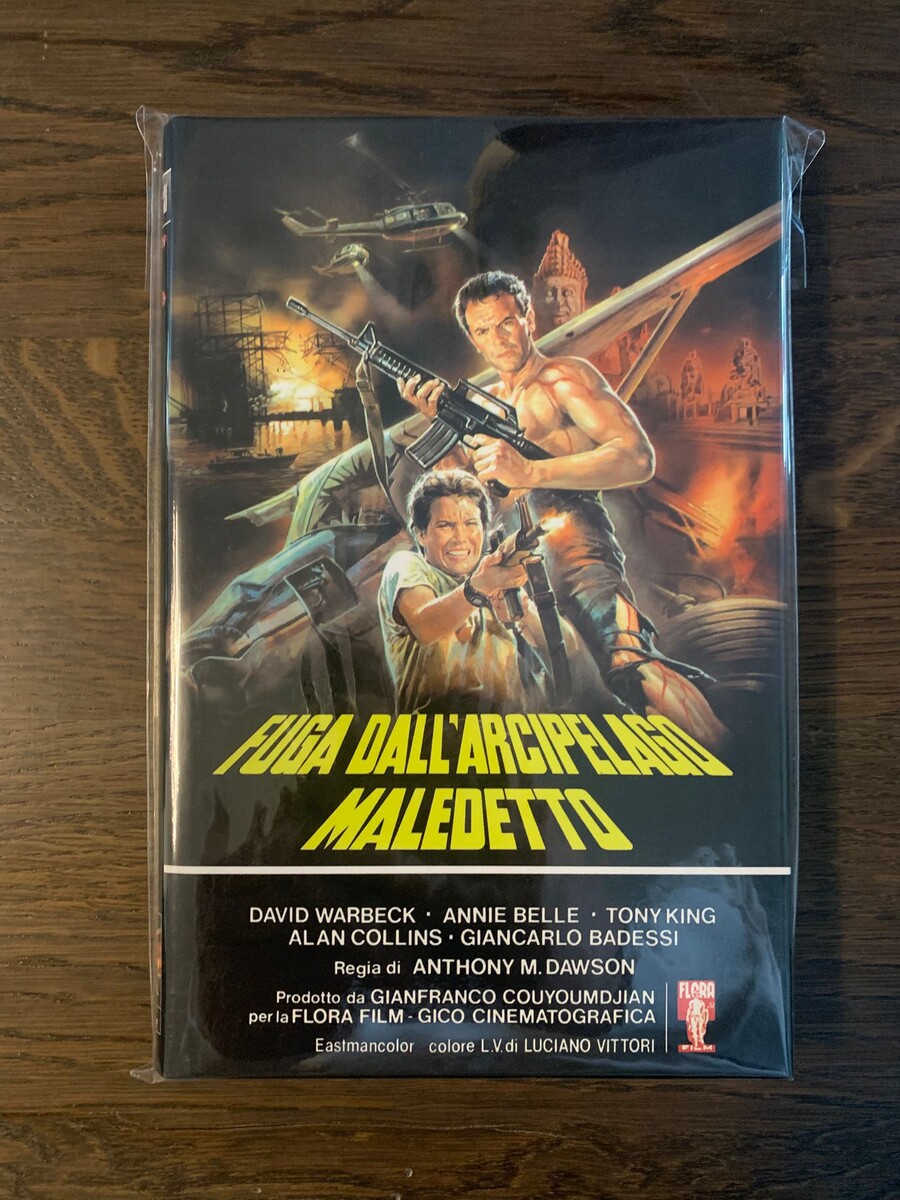 FUGA DALL'ARCIPELAGO
MALEDETTO
DAVID WARBECK · ANNIE BELLE · TONY KING
ALAN COLLINS · GIANCARLO BADESSI
Regia di ANTHONY M. DAWSON
Prodotto da GIANFRANCO COUYOUMDJIAN
per la FLORA FILM - GICO CINEMATOGRAFICA
Eastmancolor colore L.V. di LUCIANO VITTORI
FLORA
FILM